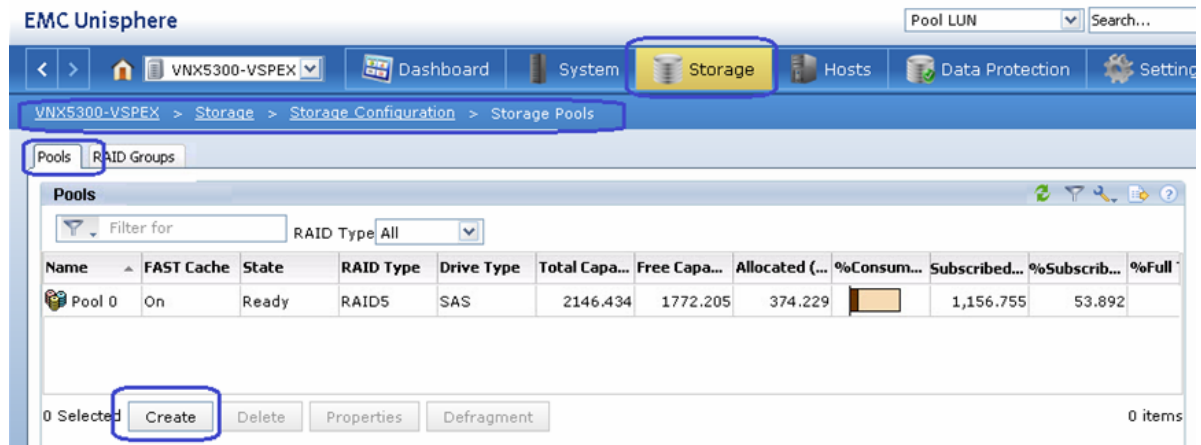 EMC Unisphere Pool LUN Search...
VNX5300-VSPEX Dashboard System Storage Hosts Data Protection Setting
VNX5300-VSPEX > Storage > Storage Configuration > Storage Pools
Pools RAID Groups
Pools
Filter for RAID Type All
Name FAST Cache State RAID Type Drive Type Total Capa... Free Capa... Allocated (... %Consum... Subscribed... %Subscrib... %Full
Pool 0 On Ready RAID5 SAS 2146.434 1772.205 374.229 1,156.755 53.892
0 Selected Create Delete Properties Defragment 0 items